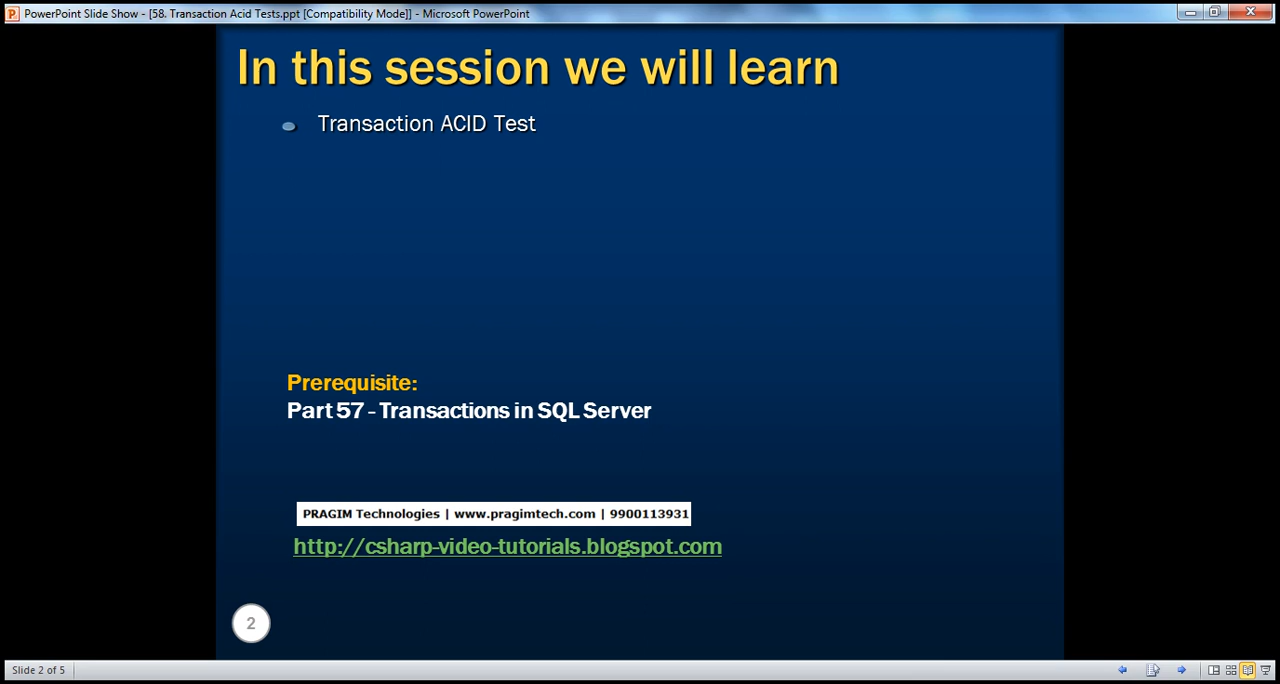 PowerPoint Slide Show - [58. Transaction Acid Tests.ppt [Compatibility Mode]] - Microsoft PowerPoint
In this session we will learn
Transaction ACID Test
Prerequisite:
Part 57 - Transactions in SQL Server
PRAGIM Technologies | www.pragimtech.com | 9900113931
http://csharp-video-tutorials.blogspot.com
2
Slide 2 of 5